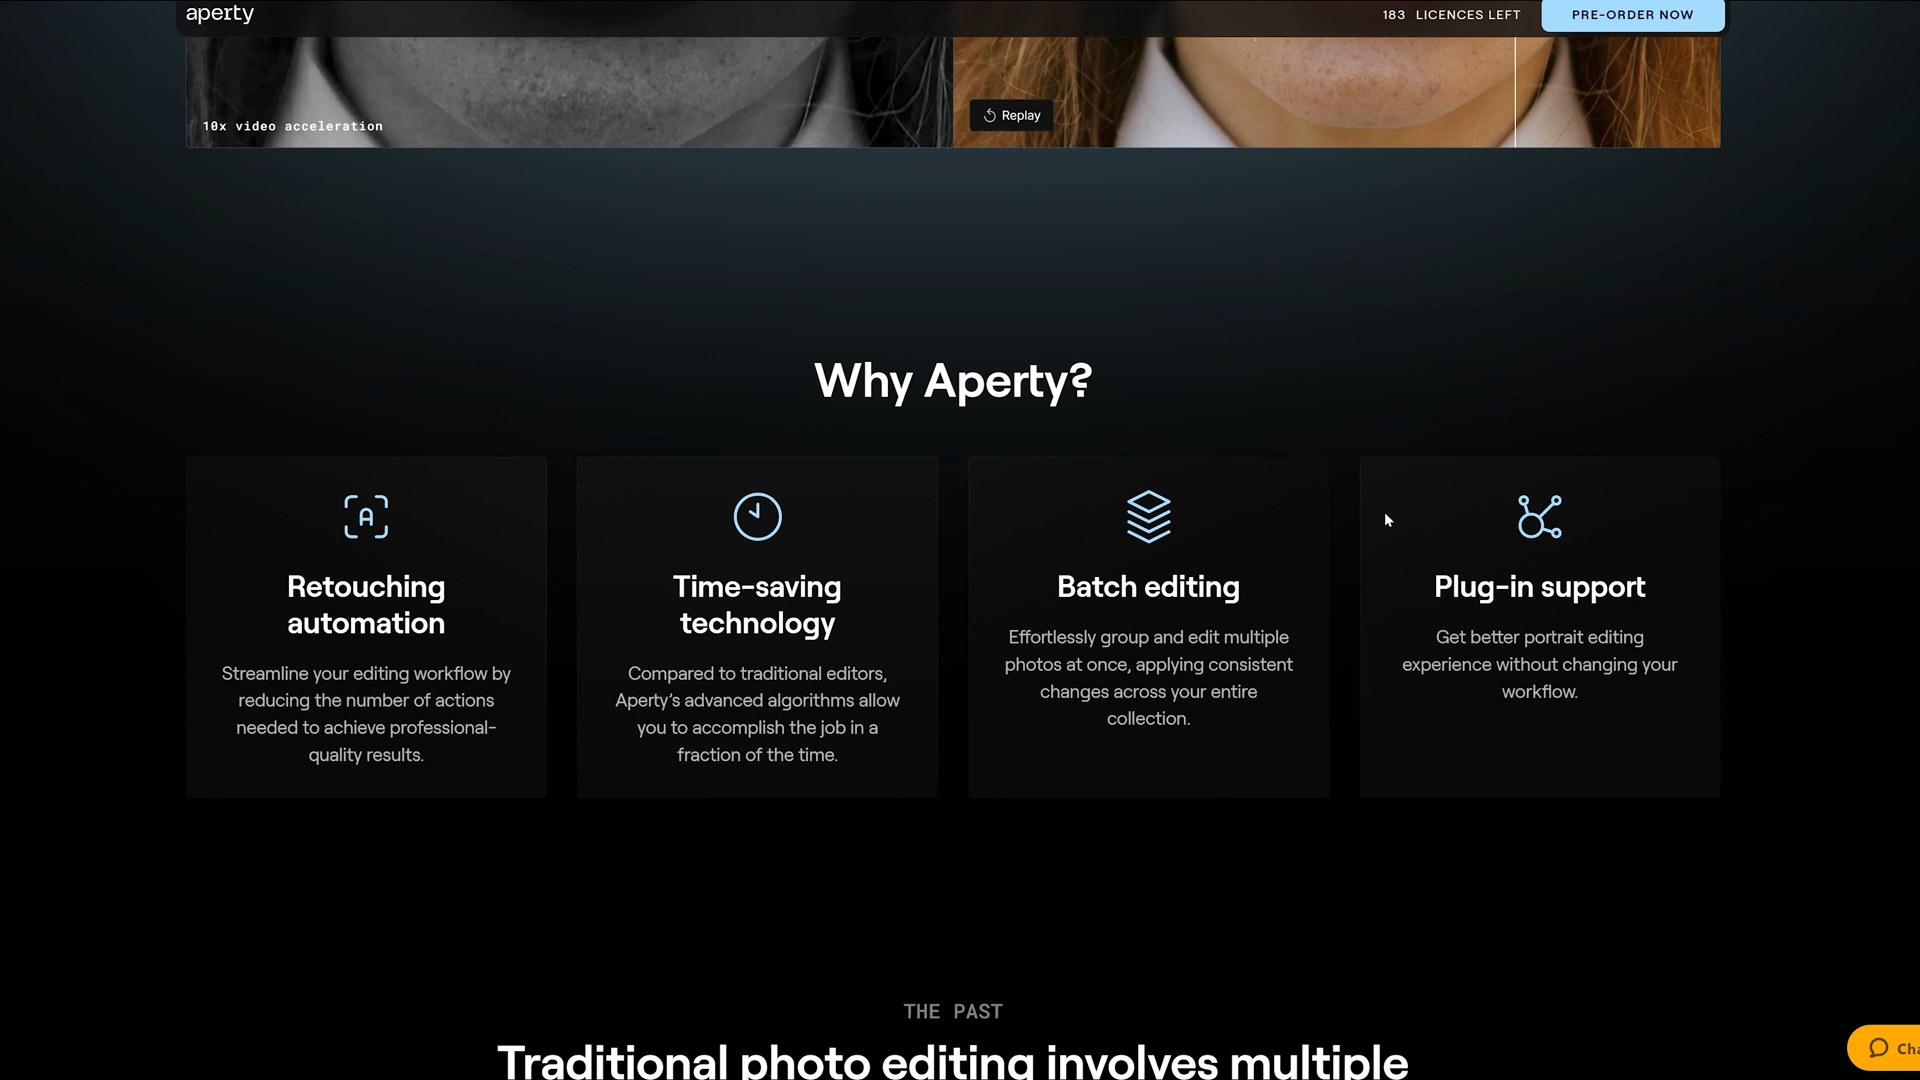 aperty
183 LICENCES LEFT
PRE-ORDER NOW
10x video acceleration
Replay
Why Aperty?
Retouching
automation
Streamline your editing workflow by
reducing the number of actions
needed to achieve professional-
quality results.
Time-saving
technology
Compared to traditional editors,
Aperty's advanced algorithms allow
you to accomplish the job in a
fraction of the time.
Batch editing
Effortlessly group and edit multiple
photos at once, applying consistent
changes across your entire
collection.
Plug-in support
Get better portrait editing
experience without changing your
workflow.
THE PAST
Traditional photo editing involves multiple